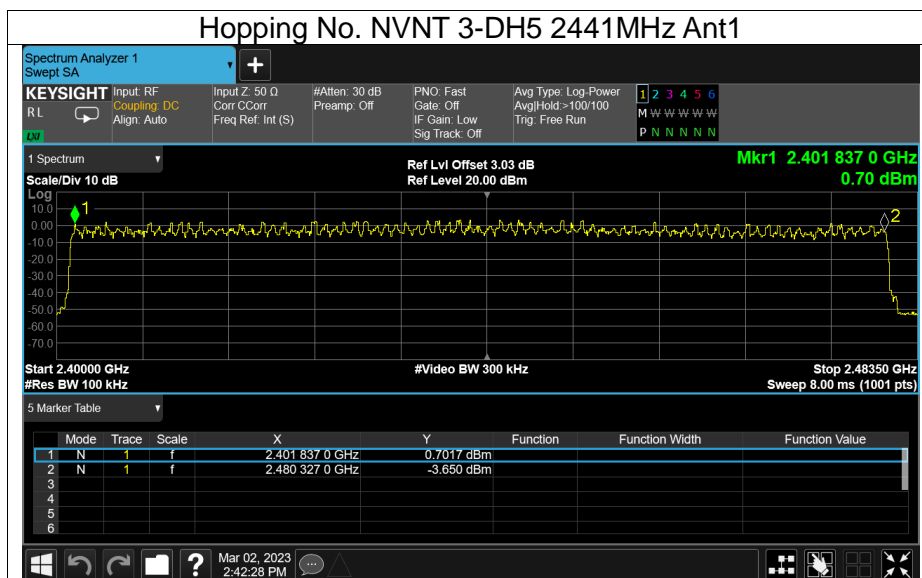 Hopping No. NVNT 3-DH5 2441MHz Ant1
Spectrum Analyzer 1
Swept SA
+
KEYSIGHT Input: RF Input Z: 50 Ω #Atten: 30 dB PNO: Fast Avg Type: Log-Power 1 2 3 4 5 6
RL Coupling: DC Corr CCorr Preamp: Off Gate: Off Avg|Hold:>100/100 M W W W W W
Align: Auto Freq Ref: Int (S) IF Gain: Low Trig: Free Run
LXI Sig Track: Off P N N N N N
1 Spectrum Ref Lvl Offset 3.03 dB Mkr1 2.401 837 0 GHz
Scale/Div 10 dB Ref Level 20.00 dBm 0.70 dBm
Log
10.0 1
0.00 2
-10.0
-20.0
-30.0
-40.0
-50.0
-60.0
-70.0
Start 2.40000 GHz #Video BW 300 kHz Stop 2.48350 GHz
#Res BW 100 kHz Sweep 8.00 ms (1001 pts)
5 Marker Table
Mode Trace Scale X Y Function Function Width Function Value
1 N 1 f 2.401 837 0 GHz 0.7017 dBm
2 N 1 f 2.480 327 0 GHz -3.650 dBm
3
4
5
6
? Mar 02, 2023
2:42:28 PM